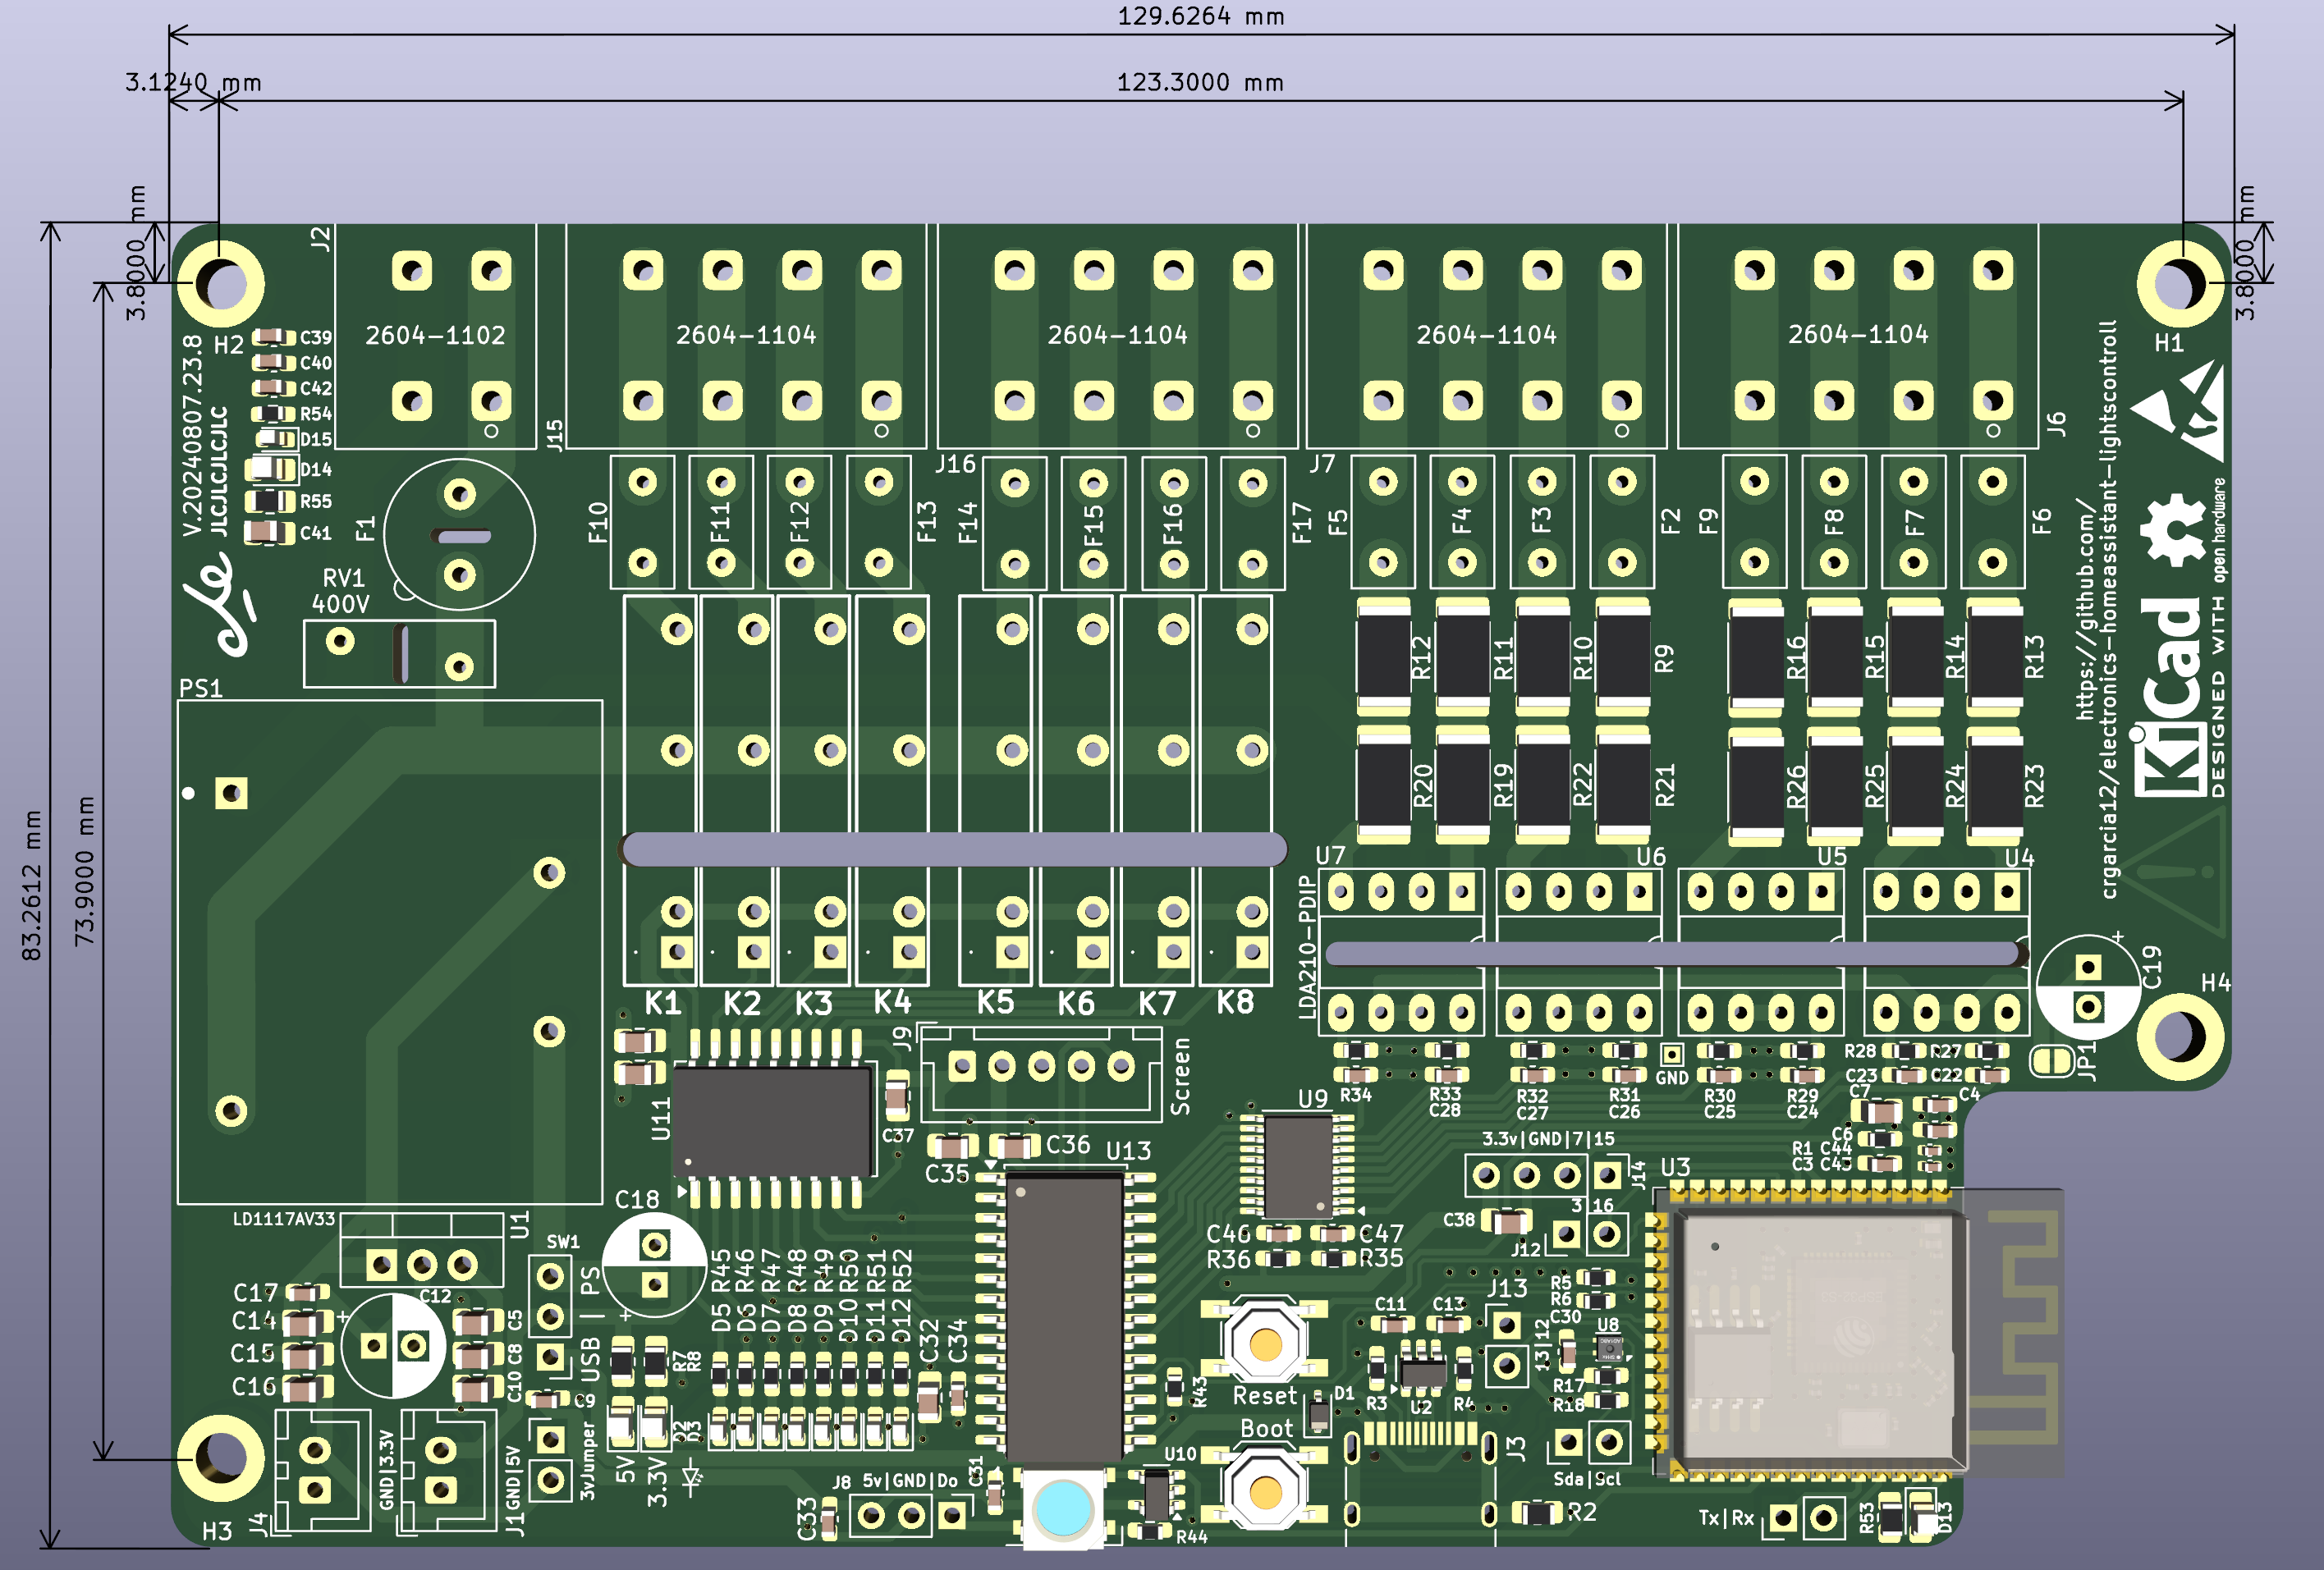 129.6264 mm
3.1240 mm
123.3000 mm
3.8000 mm
3.8000 mm
83.2612 mm
73.9000 mm
J2
2604-1102
2604-1104
2604-1104
2604-1104
2604-1104
H2
H1
C39
C40
C42
R54
D15
D14
R55
C41
V.20240807.23.8
JLCJLCJLCJLC
J15
J16
J7
J6
F1
F10
F11
F12
F13
F14
F15
F16
F17
F5
F4
F3
F2
F9
F8
F7
F6
RV1
400V
PS1
R12
R11
R10
R9
R16
R15
R14
R13
R20
R19
R22
R21
R26
R25
R24
R23
https://github.com/
crgarcia12/electronics-homeassistant-lightscontroll
open hardware
KiCad
DESIGNED WITH
U7
U6
U5
U4
LDA210-PDIP
C19
+
H4
K1
K2
K3
K4
K5
K6
K7
K8
J9
Screen
U11
C37
C35
C36
U13
U9
R34
R33
C28
R32
C27
R31
C26
GND
R30
C25
R29
C24
R28
R27
C23
C22
C7
C4
C6
R1
C44
C3
C43
JP1
3.3v|GND|7|15
J14
U3
3
16
C38
J12
C46
C47
R36
R35
LD1117AV33
U1
SW1
C18
+
PS
|
USB
C17
C14
C15
C16
+
C12
C5
C8
C10
C9
R7
R8
D5 R45
D6 R46
D7 R47
D8 R48
D9 R49
D10 R50
D11 R51
D12 R52
C32
C34
D2
D3
5V
3.3V
R43
Reset
Boot
D1
C11
C13
J13
13|12
R5
R6
C30
U8
R17
R18
R3
U2
R4
J3
Sda|Scl
R2
H3
J4
GND|3.3V
J1
GND|5V
3vJumper
C33
J8
5v|GND|Do
U10
R44
Tx|Rx
R53
D13